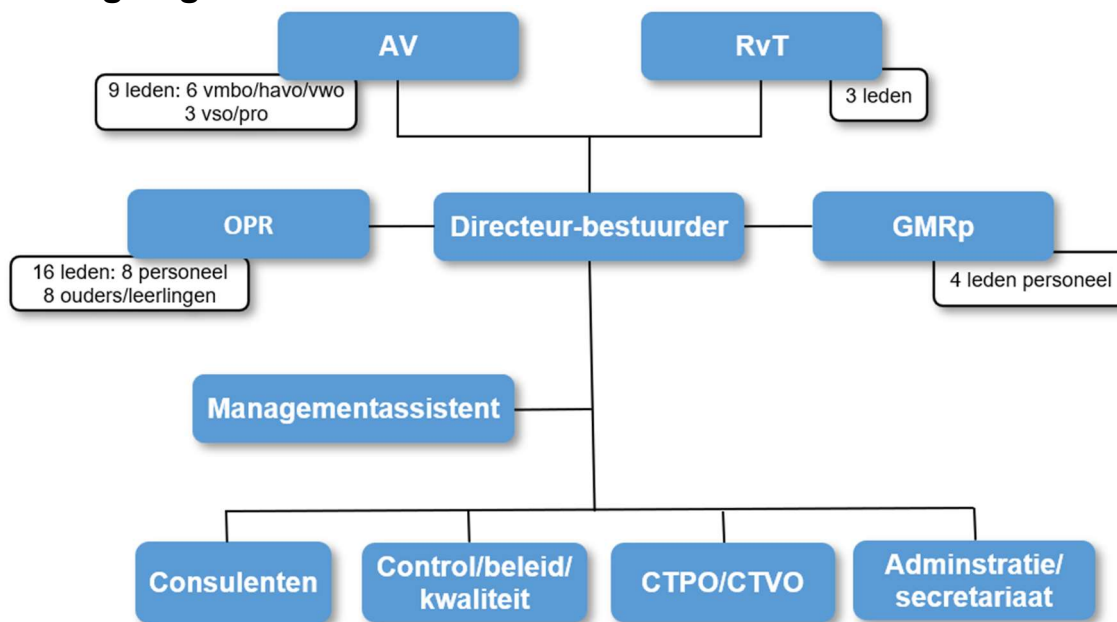 AV
RvT
9 leden: 6 vmbo/havo/vwo
3 vso/pro
3 leden
OPR
Directeur-bestuurder
GMRp
16 leden: 8 personeel
8 ouders/leerlingen
4 leden personeel
Managementassistent
Consulenten
Control/beleid/
kwaliteit
CTPO/CTVO
Adminstratie/
secretariaat